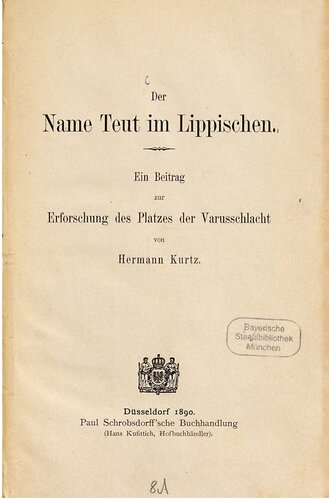 Der
Name Teut im Lippischen.
Ein Beitrag
zur
Erforschung des Platzes der Varusschlacht
von
Hermann Kurtz.
Bayerische
Staatsbibliothek
München
Düsseldorf 1890.
Paul Schrobsdorff'sche Buchhandlung
(Hans Kufittich, Hofbuchhändler).
8A